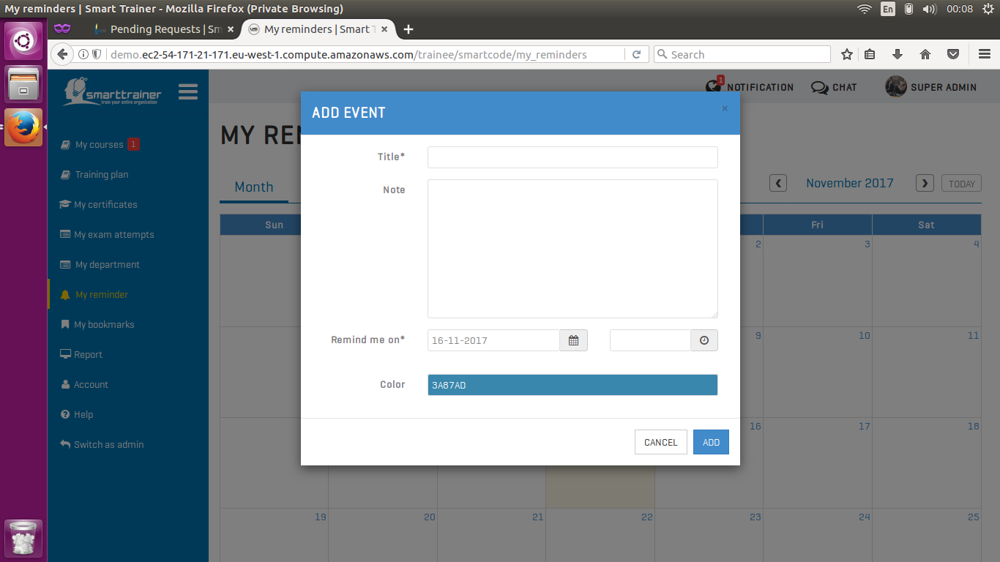 My reminders | Smart Trainer - Mozilla Firefox (Private Browsing)
En
00:08
Pending Requests | Sm
My reminders | Smart T
demo.ec2-54-171-21-171.eu-west-1.compute.amazonaws.com/trainee/smartcode/my_reminders
Search
smarttrainer
train your entire organization
1
NOTIFICATION
CHAT
SUPER ADMIN
My courses 1
Training plan
My certificates
My exam attempts
My department
My reminder
My bookmarks
Report
Account
Help
Switch as admin
MY REM
Month
November 2017
TODAY
Sun
Fri
Sat
2
3
4
9
10
11
16
17
18
19
20
21
22
23
24
25
ADD EVENT
×
Title*
Note
Remind me on*
16-11-2017
Color
3A87AD
CANCEL
ADD